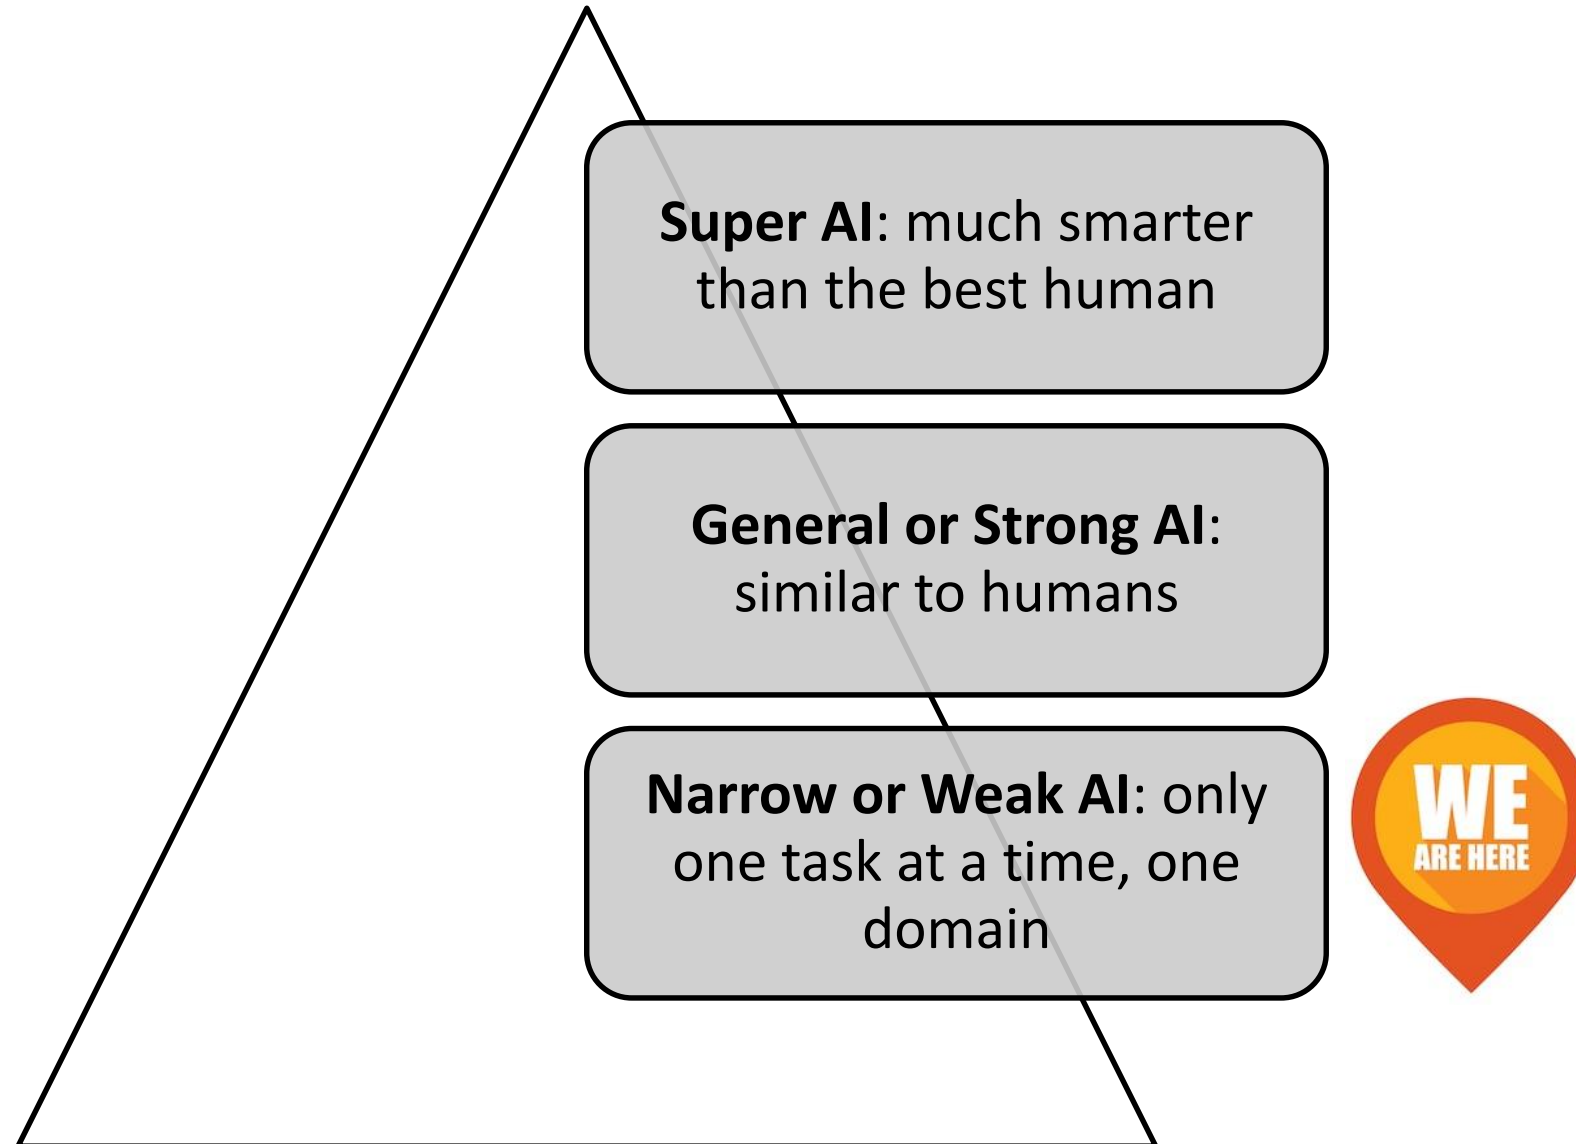 Super AI: much smarter
than the best human
General or Strong AI:
similar to humans
Narrow or Weak AI: only
one task at a time, one
domain
WE
ARE HERE